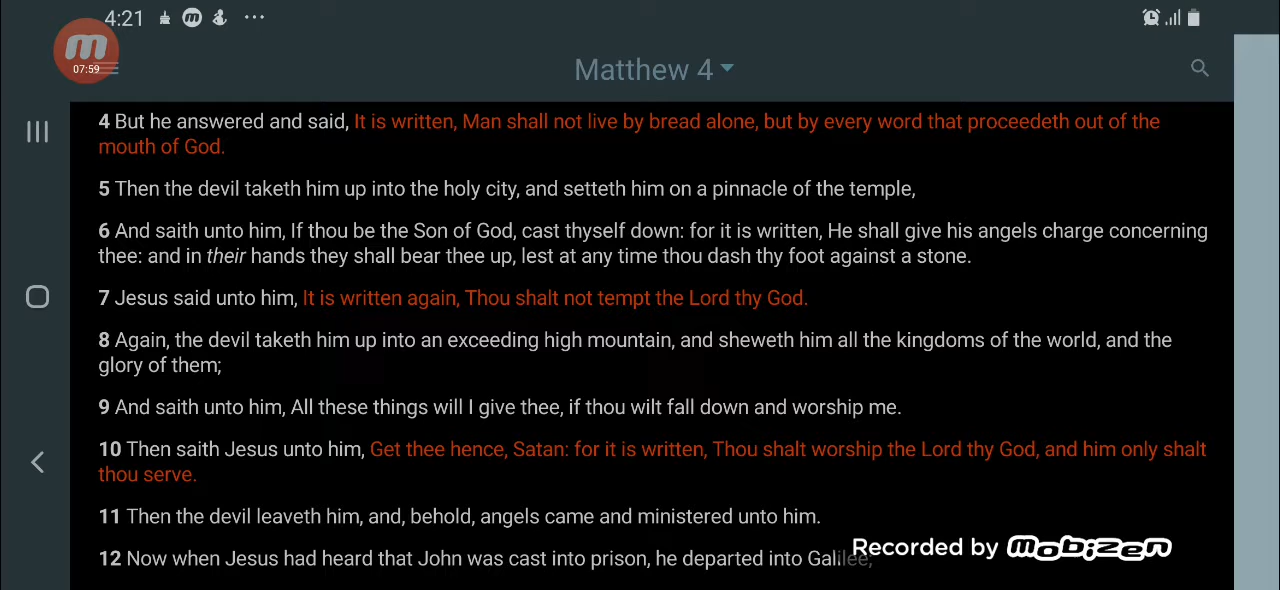 4:21
m
07:59
Matthew 4
4 But he answered and said, It is written, Man shall not live by bread alone, but by every word that proceedeth out of the
mouth of God.
5 Then the devil taketh him up into the holy city, and setteth him on a pinnacle of the temple,
6 And saith unto him, If thou be the Son of God, cast thyself down: for it is written, He shall give his angels charge concerning
thee: and in their hands they shall bear thee up, lest at any time thou dash thy foot against a stone.
7 Jesus said unto him, It is written again, Thou shalt not tempt the Lord thy God.
8 Again, the devil taketh him up into an exceeding high mountain, and sheweth him all the kingdoms of the world, and the
glory of them;
9 And saith unto him, All these things will I give thee, if thou wilt fall down and worship me.
10 Then saith Jesus unto him, Get thee hence, Satan: for it is written, Thou shalt worship the Lord thy God, and him only shalt
thou serve.
11 Then the devil leaveth him, and, behold, angels came and ministered unto him.
12 Now when Jesus had heard that John was cast into prison, he departed into Galilee;
Recorded by mobizen